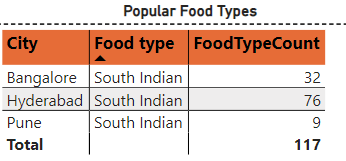 Popular Food Types
City Food type FoodTypeCount
Bangalore South Indian 32
Hyderabad South Indian 76
Pune South Indian 9
Total 117